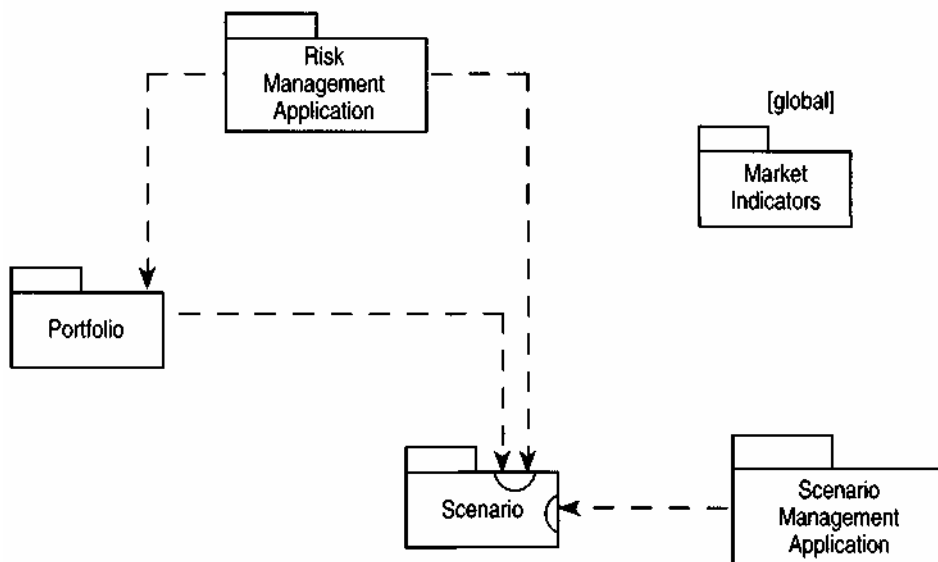 Risk
Management
Application
[global]
Market
Indicators
Portfolio
Scenario
Scenario
Management
Application